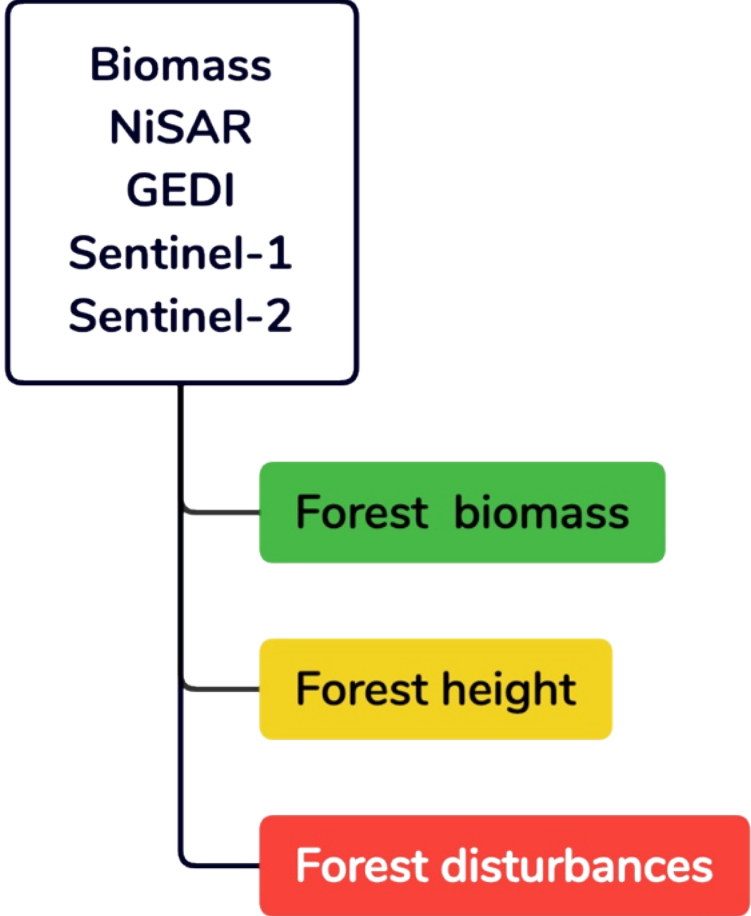 Biomass
NiSAR
GEDI
Sentinel-1
Sentinel-2
Forest  biomass
Forest height
Forest disturbances